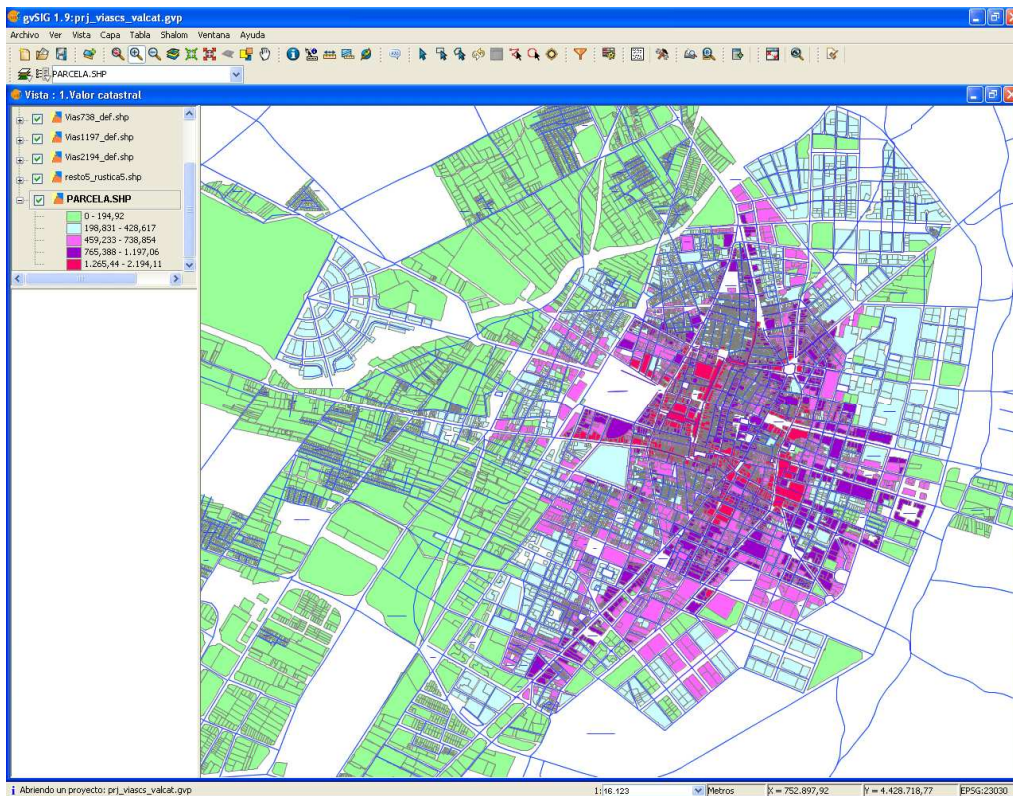 gvSIG 1.9:prj_viascs_valcat.gvp
Archivo Ver Vista Capa Tabla Shalom Ventana Ayuda
PARCELA.SHP
Vista : 1.Valor catastral
Vias738_def.shp
Vias1197_def.shp
Vias2194_def.shp
resto5_rustica5.shp
PARCELA.SHP
0 - 194,92
198,831 - 428,617
459,233 - 738,854
765,388 - 1.197,06
1.265,44 - 2.194,11
Abriendo un proyecto: prj_viascs_valcat.gvp 1: 16.123 Metros X = 752.897,92 Y = 4.428.718,77 EPSG:23030